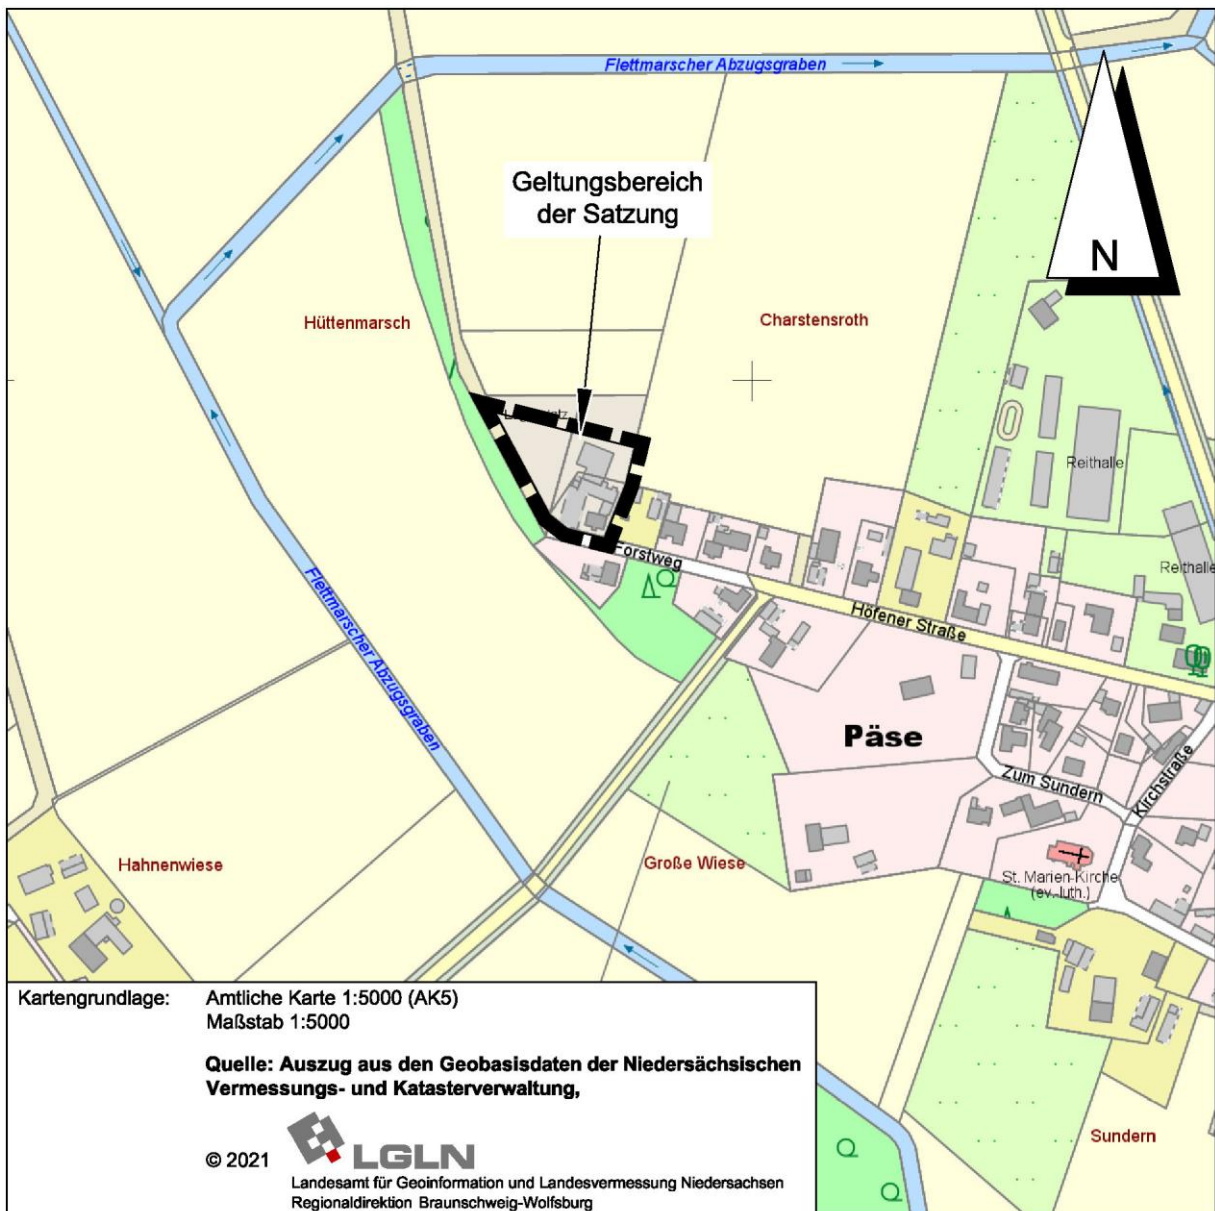 Flettmarscher Abzugsgraben
Geltungsbereich
der Satzung
N
Hüttenmarsch
Charstensroth
Reithalle
Reithalle
Forstweg
Höfener Straße
Flettmarscher Abzugsgraben
Päse
Zum Sundern
Kirchstraße
Hahnenwiese
Große Wiese
St. Marien-Kirche
(ev. luth.)
Sundern
Kartengrundlage: Amtliche Karte 1:5000 (AK5)
Maßstab 1:5000
Quelle: Auszug aus den Geobasisdaten der Niedersächsischen
Vermessungs- und Katasterverwaltung,
© 2021 LGLN
Landesamt für Geoinformation und Landesvermessung Niedersachsen
Regionaldirektion Braunschweig-Wolfsburg